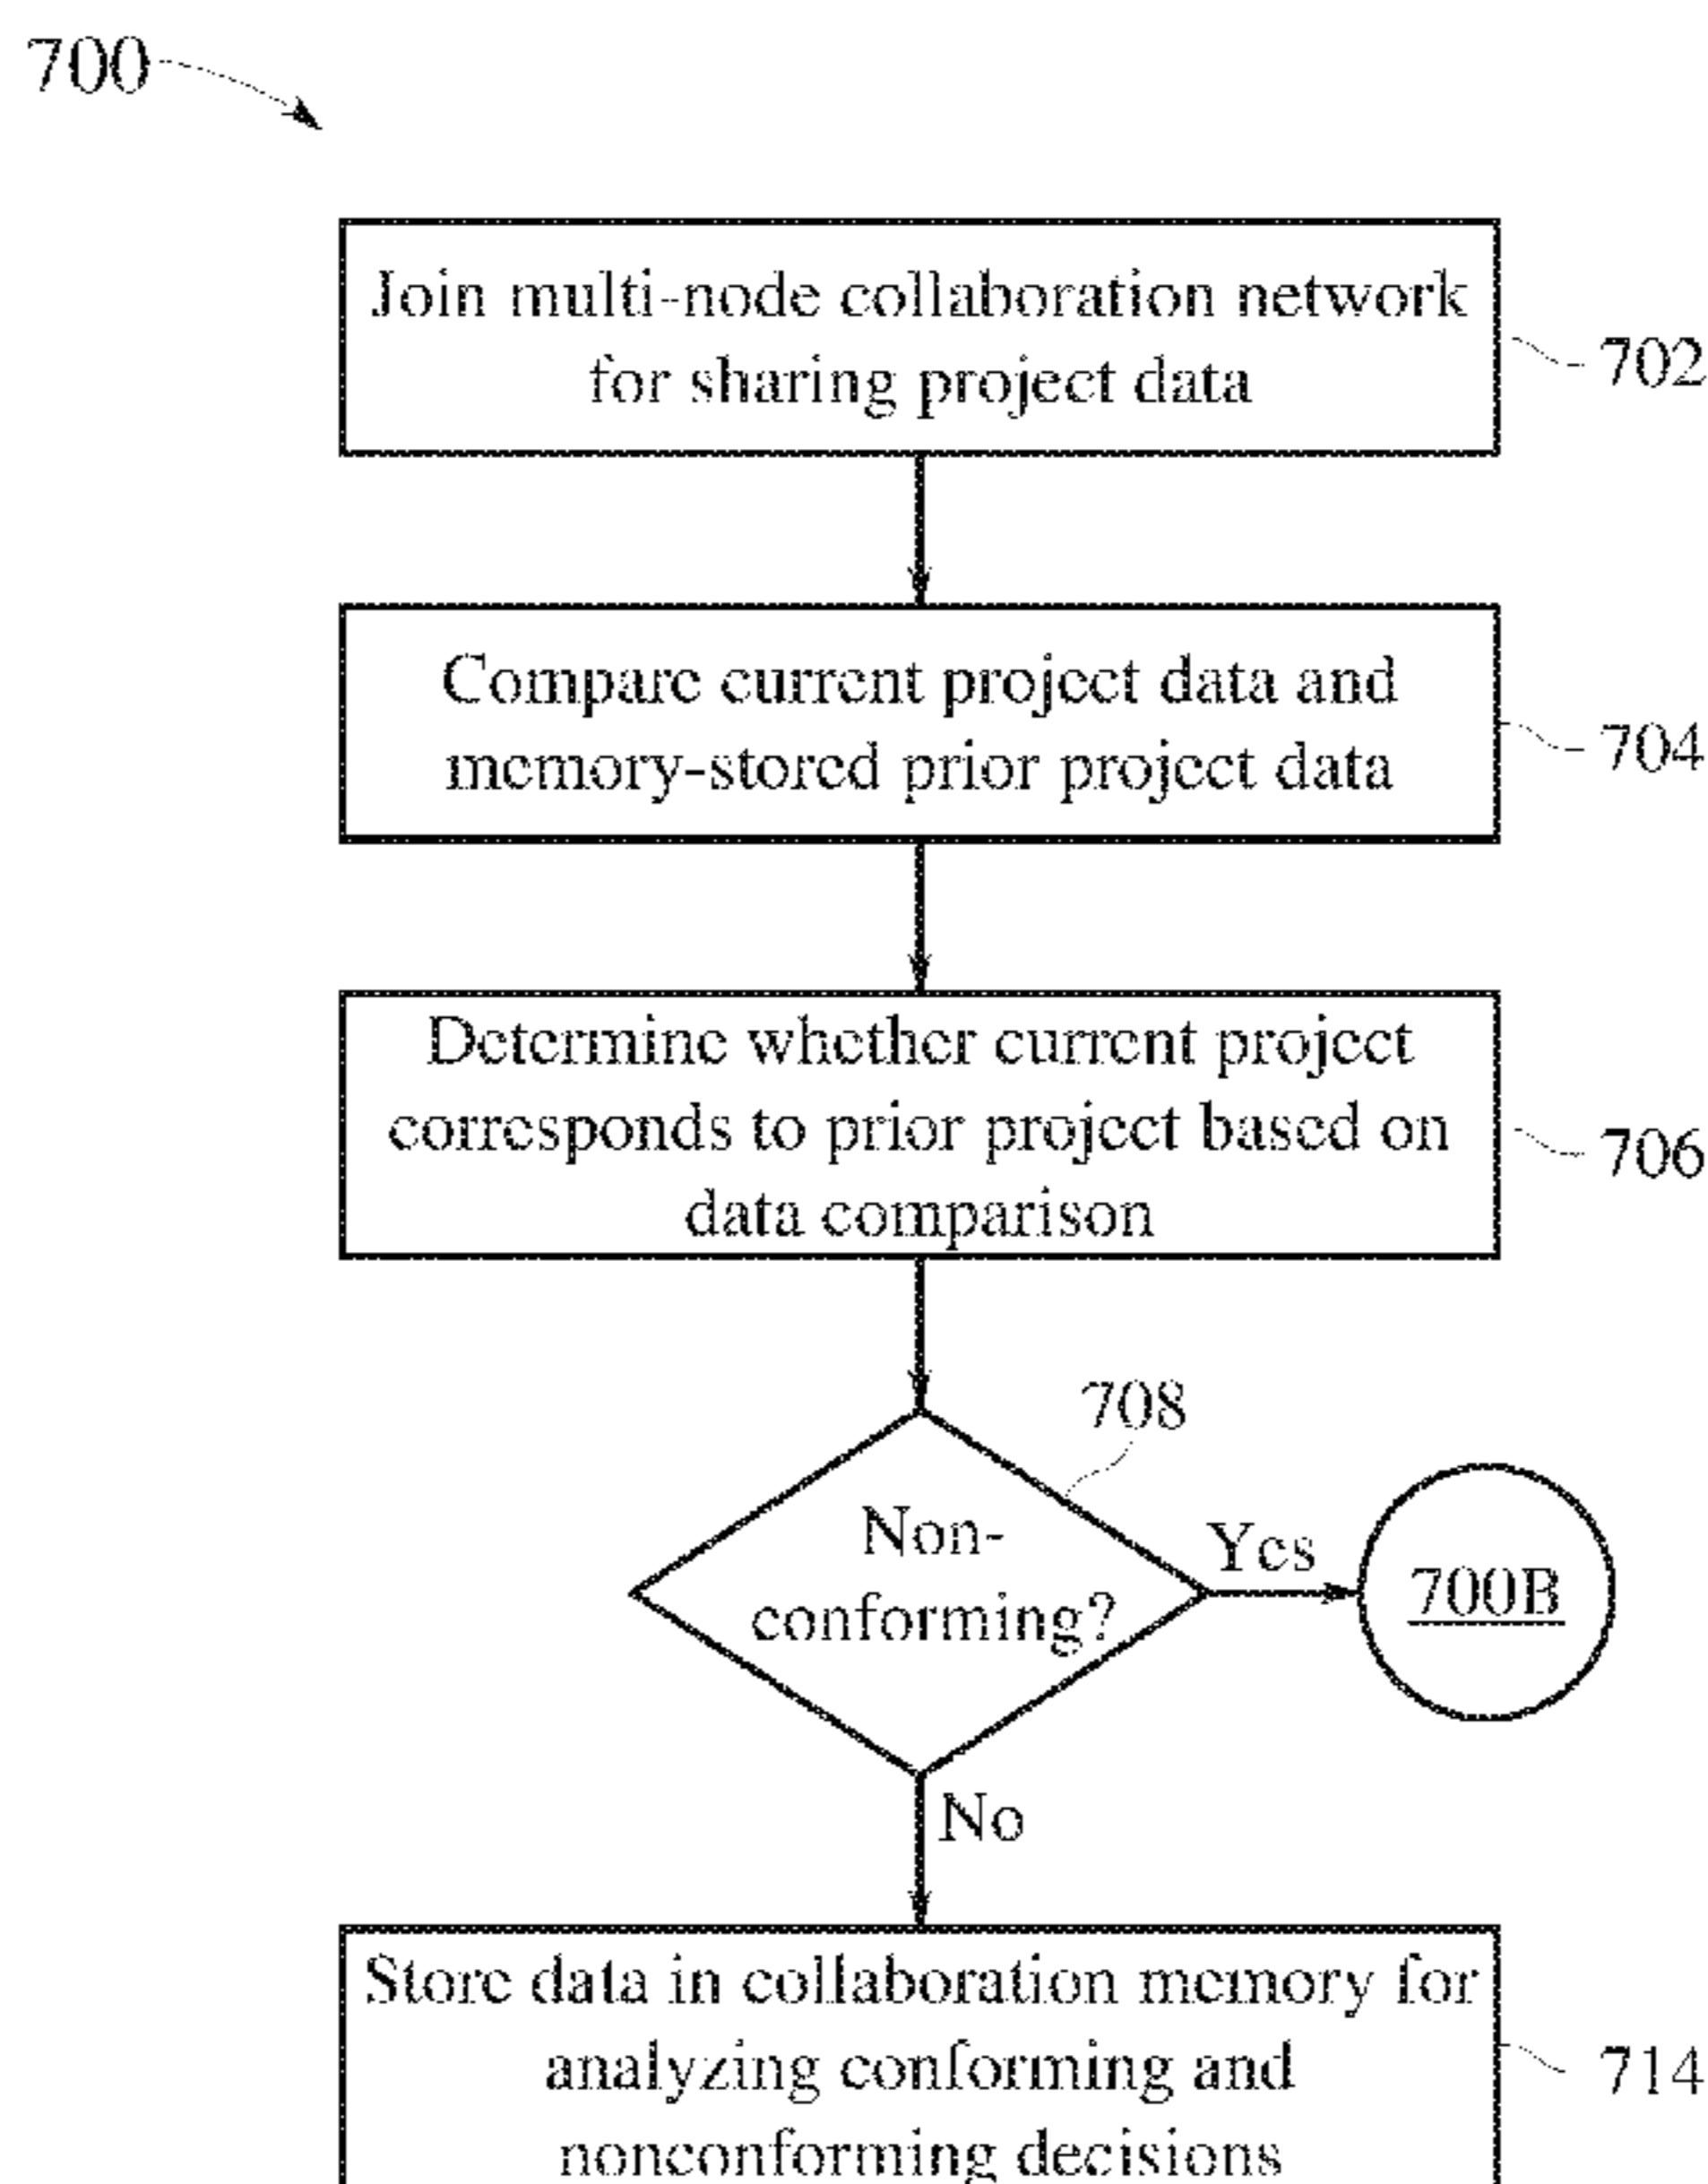 700
Join multi-node collaboration network
for sharing project data
702
Compare current project data and
memory-stored prior project data
704
Determine whether current project
corresponds to prior project based on
data comparison
706
708
Non-
conforming?
Yes
700B
No
Store data in collaboration memory for
analyzing conforming and
nonconforming decisions
714